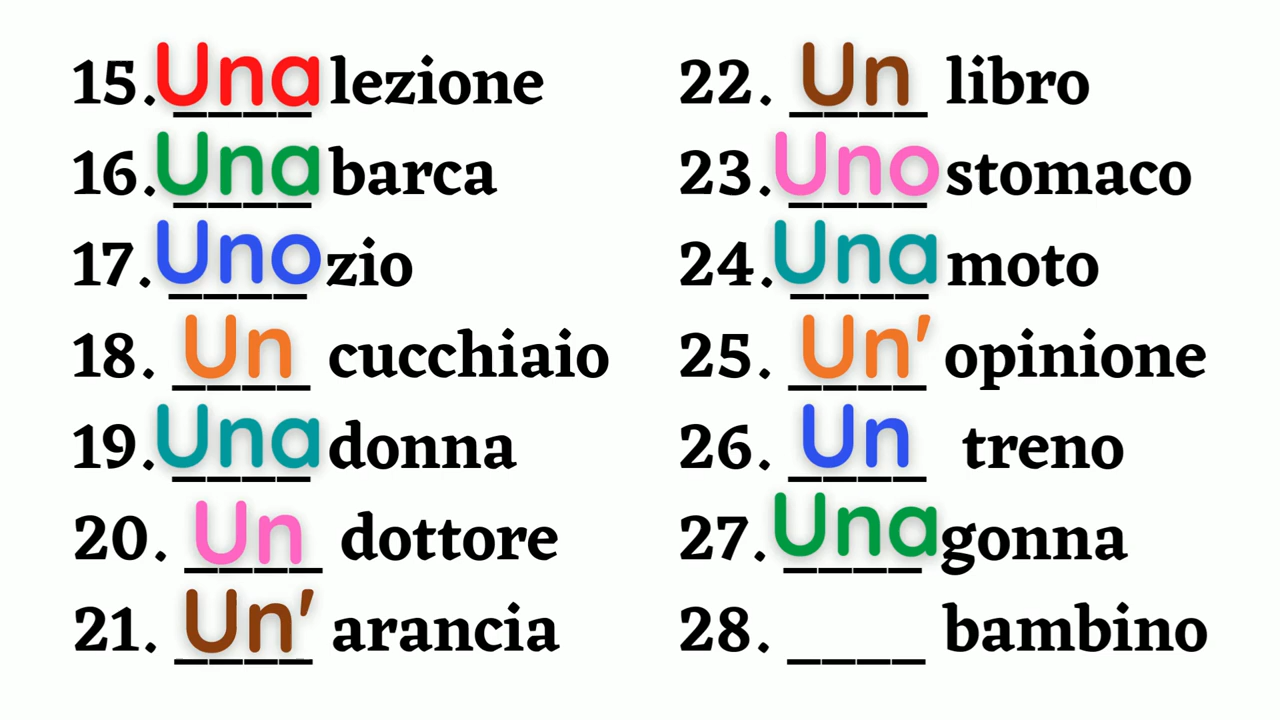 15. Una lezione
16. Una barca
17. Uno zio
18. Un cucchiaio
19. Una donna
20. Un dottore
21. Un' arancia
22. Un libro
23. Uno stomaco
24. Una moto
25. Un' opinione
26. Un treno
27. Una gonna
28. ____ bambino